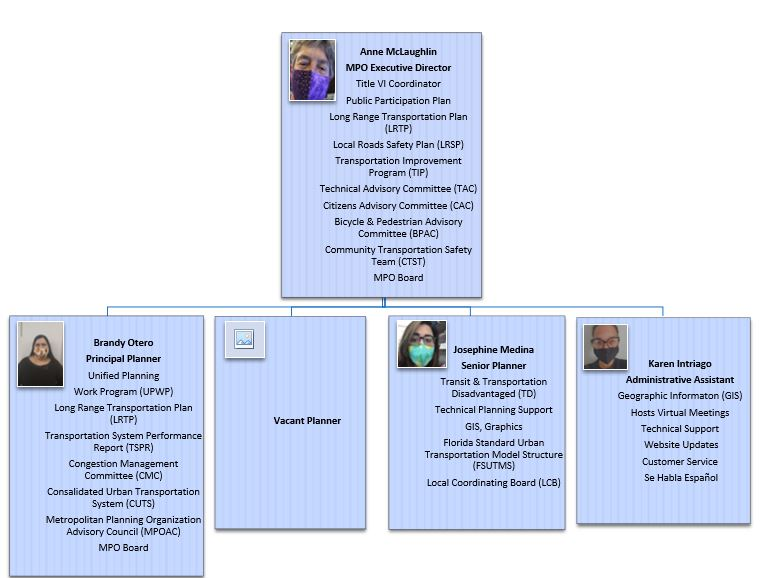 Anne McLaughlin
MPO Executive Director
Title VI Coordinator
Public Participation Plan
Long Range Transportation Plan
(LRTP)
Local Roads Safety Plan (LRSP)
Transportation Improvement
Program (TIP)
Technical Advisory Committee (TAC)
Citizens Advisory Committee (CAC)
Bicycle & Pedestrian Advisory
Committee (BPAC)
Community Transportation Safety
Team (CTST)
MPO Board
Brandy Otero
Principal Planner
Unified Planning
Work Program (UPWP)
Long Range Transportation Plan
(LRTP)
Transportation System Performance
Report (TSPR)
Congestion Management
Committee (CMC)
Consalidated Urban Transportation
System (CUTS)
Metropolitan Planning Organization
Advisory Council (MPOAC)
MPO Board
Vacant Planner
Josephine Medina
Senior Planner
Transit & Transportation
Disadvantaged (TD)
Technical Planning Support
GIS, Graphics
Florida Standard Urban
Transportation Model Structure
(FSUTMS)
Local Coordinating Board (LCB)
Karen Intriago
Administrative Assistant
Geographic Informaton (GIS)
Hosts Virtual Meetings
Technical Support
Website Updates
Customer Service
Se Habla Español